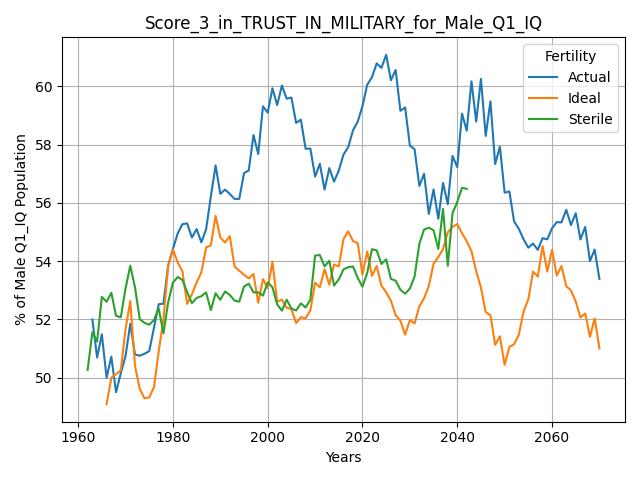 Score_3_in_TRUST_IN_MILITARY_for_Male_Q1_IQ
% of Male Q1_IQ Population
60
58
56
54
52
50
Fertility
Actual
Ideal
Sterile
1960
1980
2000
2020
2040
2060
Years